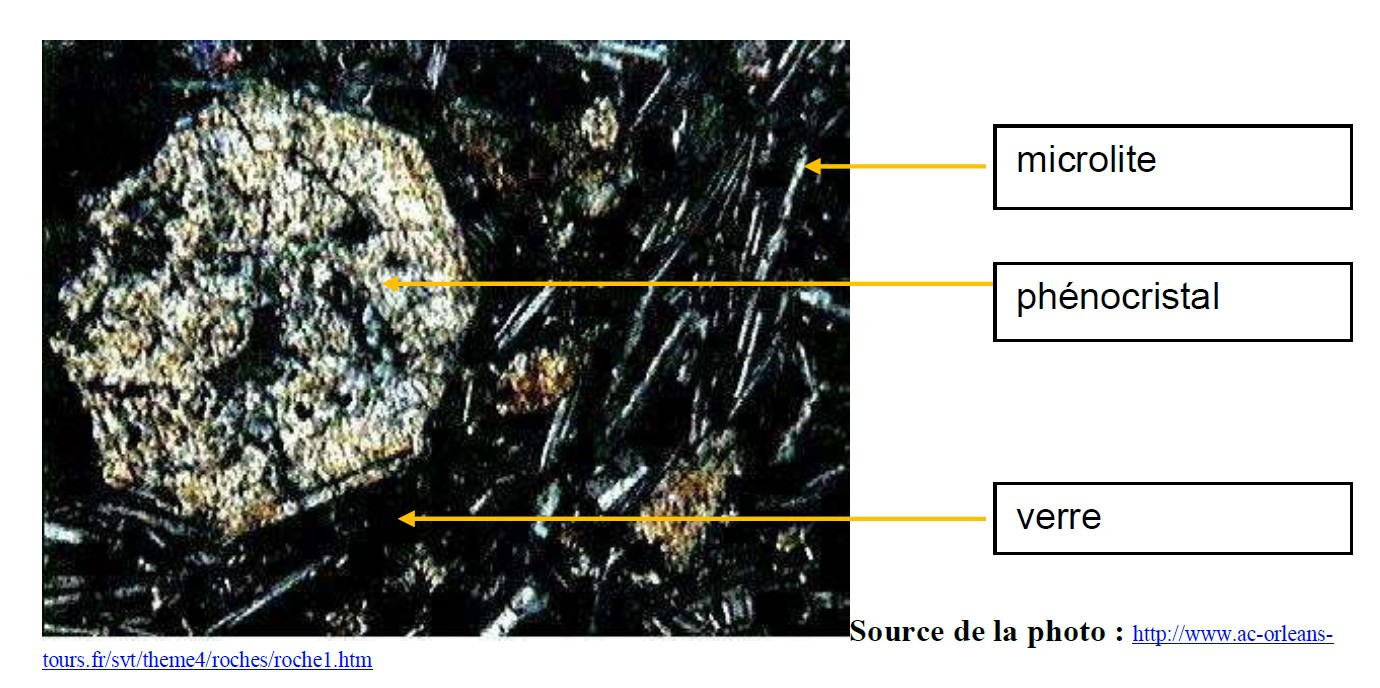 microlite
phénocristal
verre
Source de la photo : http://www.ac-orleans-
tours.fr/svt/theme4/roches/roche1.htm